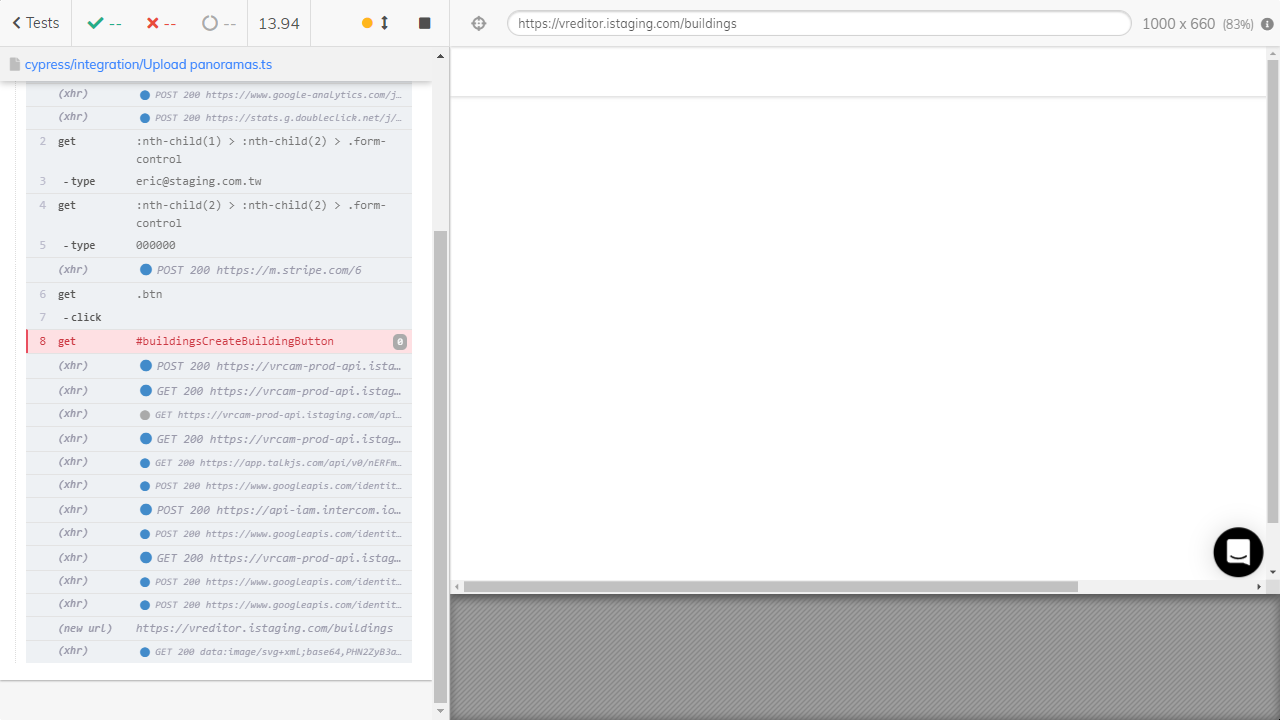 Tests
--
--
--
13.94
https://vreditor.istaging.com/buildings
1000 x 660 (83%)
cypress/integration/Upload panoramas.ts
(xhr) POST 200 https://www.google-analytics.com/j…
(xhr) POST 200 https://stats.g.doubleclick.net/j/…
2 get :nth-child(1) > :nth-child(2) > .form-
control
3 -type eric@staging.com.tw
4 get :nth-child(2) > :nth-child(2) > .form-
control
5 -type 000000
(xhr) POST 200 https://m.stripe.com/6
6 get .btn
7 -click
8 get #buildingsCreateBuildingButton 0
(xhr) POST 200 https://vrcam-prod-api.ista…
(xhr) GET 200 https://vrcam-prod-api.istag…
(xhr) GET https://vrcam-prod-api.istaging.com/api…
(xhr) GET 200 https://vrcam-prod-api.istag…
(xhr) GET 200 https://app.talkjs.com/api/v0/nERFm…
(xhr) POST 200 https://www.googleapis.com/identit…
(xhr) POST 200 https://api-iam.intercom.io…
(xhr) POST 200 https://www.googleapis.com/identit…
(xhr) GET 200 https://vrcam-prod-api.istag…
(xhr) POST 200 https://www.googleapis.com/identit…
(xhr) POST 200 https://www.googleapis.com/identit…
(new url) https://vreditor.istaging.com/buildings
(xhr) GET 200 data:image/svg+xml;base64,PHN2ZyB3a…